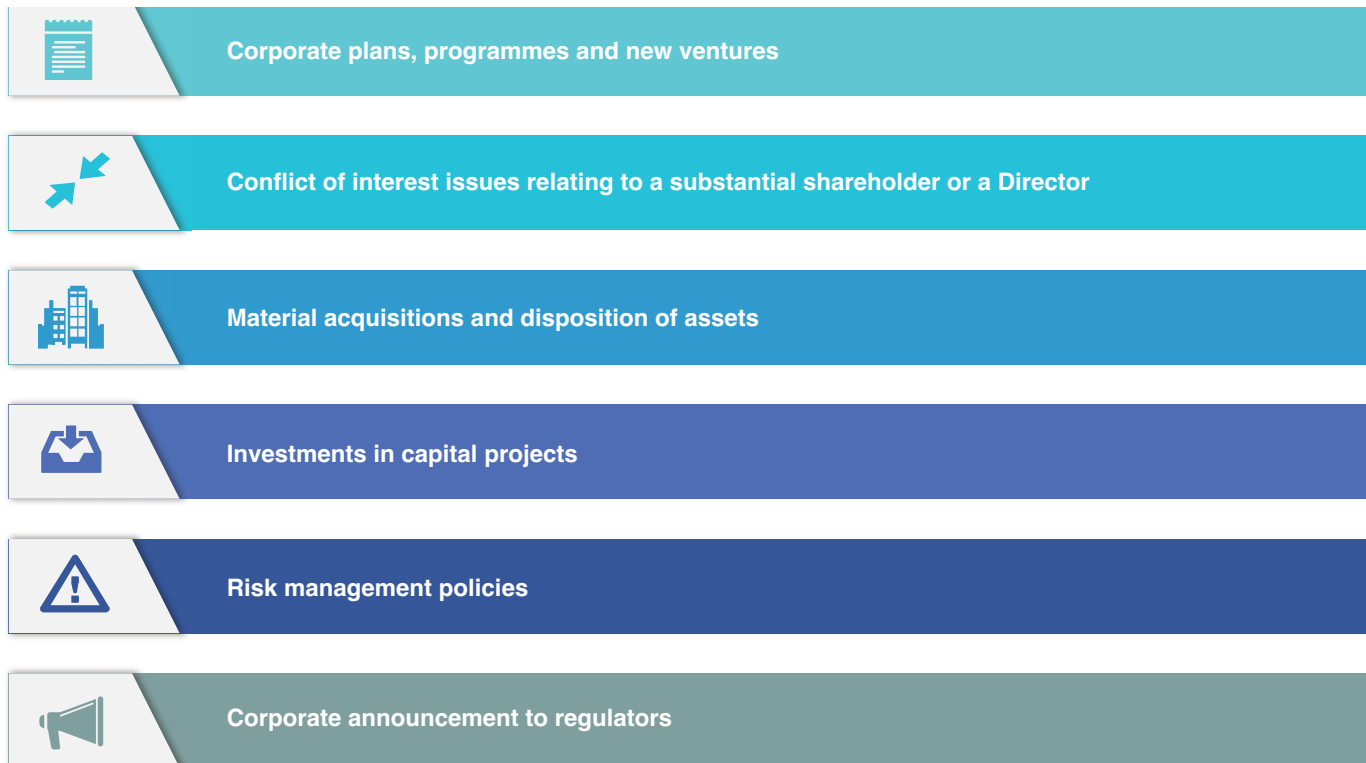 Corporate plans, programmes and new ventures
Conflict of interest issues relating to a substantial shareholder or a Director
Material acquisitions and disposition of assets
Investments in capital projects
Risk management policies
Corporate announcement to regulators